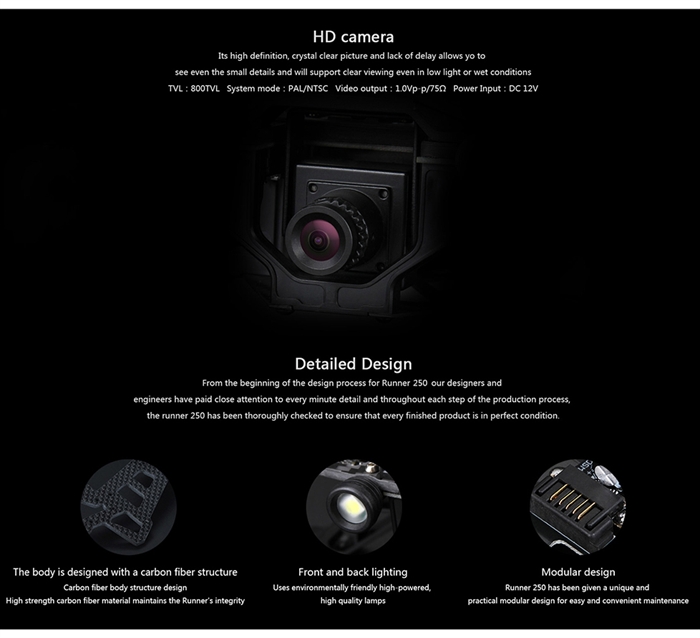 HD camera
Its high definition, crystal clear picture and lack of delay allows yo to
see even the small details and will support clear viewing even in low light or wet conditions
TVL : 800TVL System mode : PAL/NTSC Video output : 1.0Vp-p/75Ω Power Input : DC 12V
Detailed Design
From the beginning of the design process for Runner 250 our designers and
engineers have paid close attention to every minute detail and throughout each step of the production process,
the runner 250 has been thoroughly checked to ensure that every finished product is in perfect condition.
The body is designed with a carbon fiber structure
Carbon fiber body structure design
High strength carbon fiber material maintains the Runner's integrity
Front and back lighting
Uses environmentally friendly high-powered,
high quality lamps
Modular design
Runner 250 has been given a unique and
practical modular design for easy and convenient maintenance